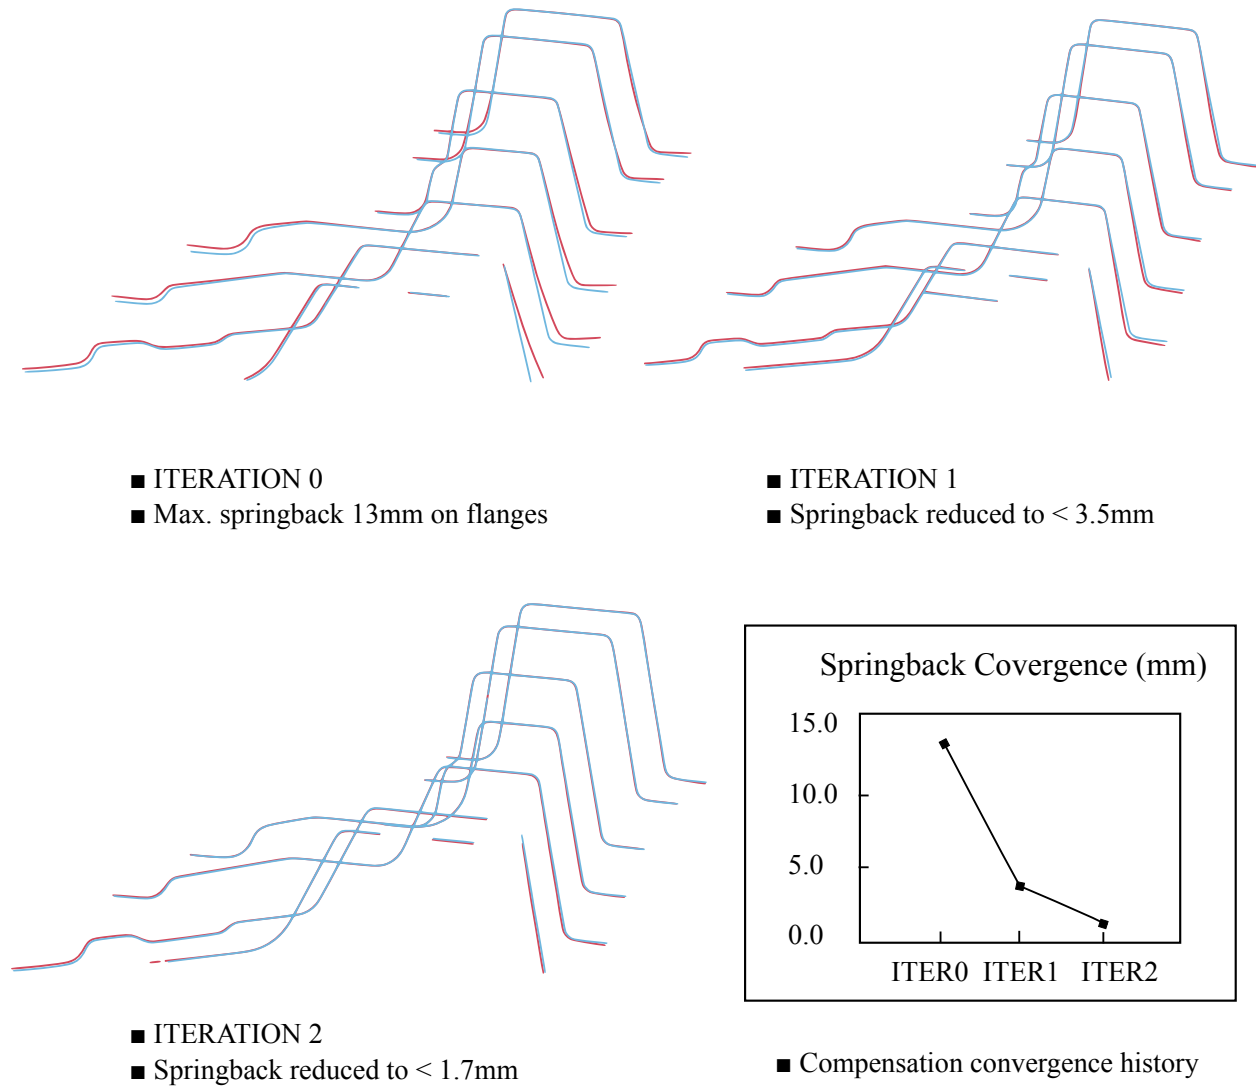 ■ ITERATION 0
■ Max. springback 13mm on flanges
■ ITERATION 1
■ Springback reduced to < 3.5mm
■ ITERATION 2
■ Springback reduced to < 1.7mm
Springback Covergence (mm)
15.0
10.0
5.0
0.0
ITER0 ITER1 ITER2
■ Compensation convergence history